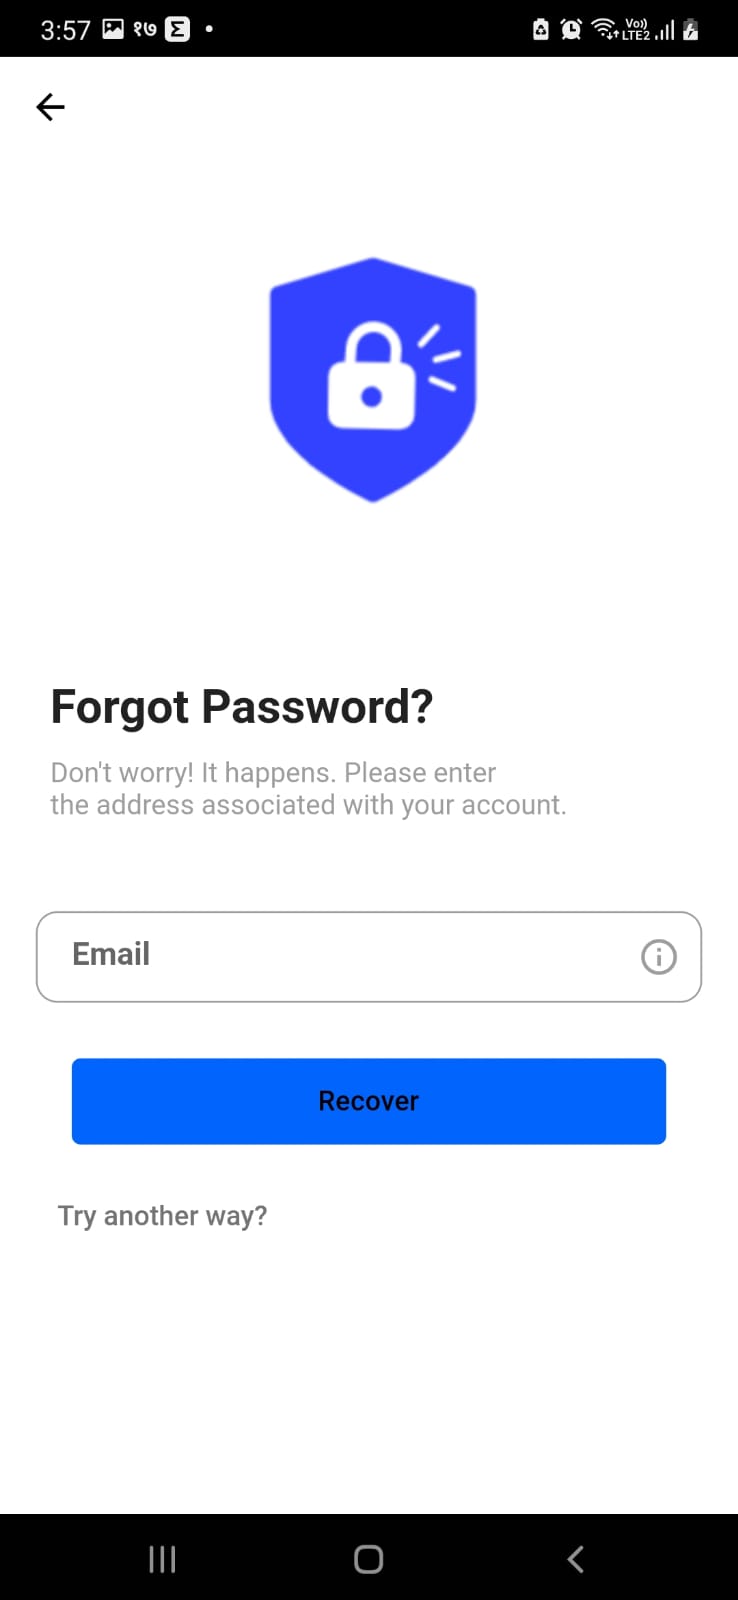 3:57 १७
Vo)) LTE2
Forgot Password?
Don't worry! It happens. Please enter
the address associated with your account.
Email
Recover
Try another way?